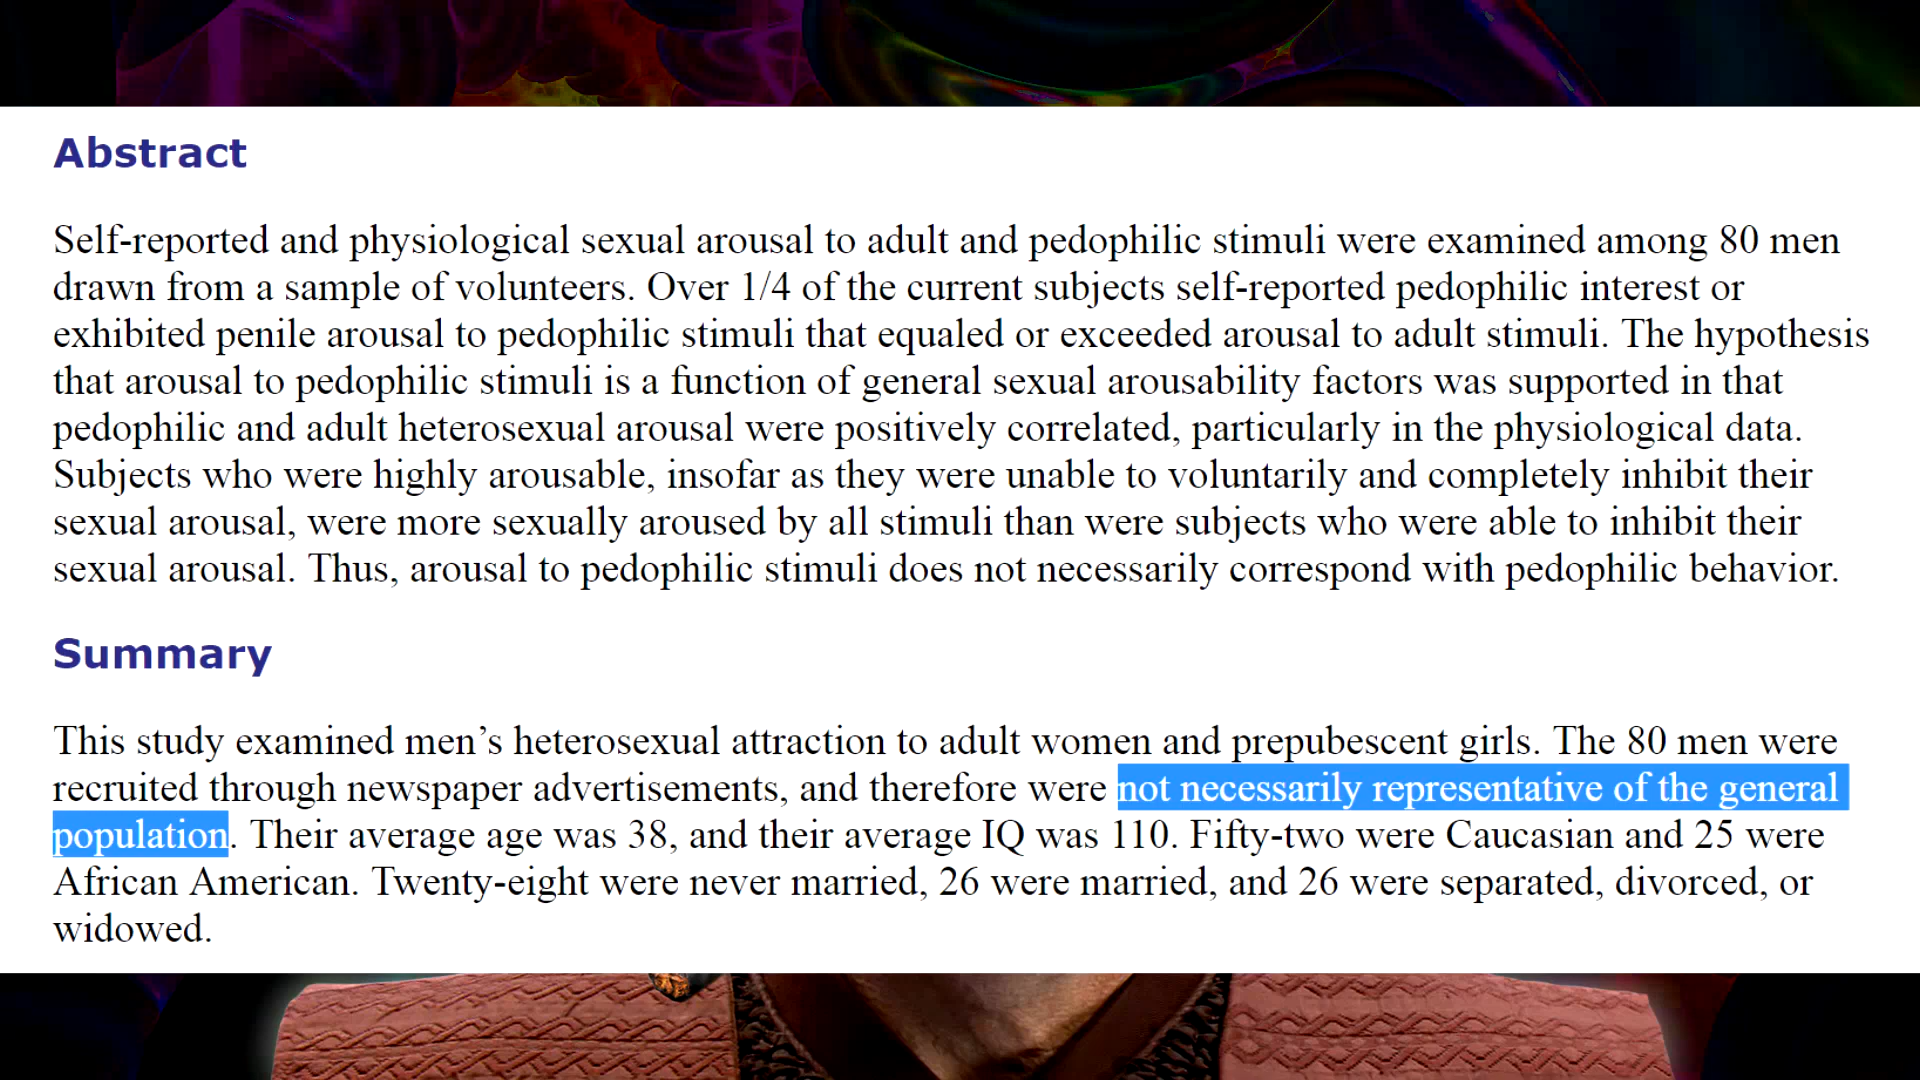 Abstract
Self-reported and physiological sexual arousal to adult and pedophilic stimuli were examined among 80 men
drawn from a sample of volunteers. Over 1/4 of the current subjects self-reported pedophilic interest or
exhibited penile arousal to pedophilic stimuli that equaled or exceeded arousal to adult stimuli. The hypothesis
that arousal to pedophilic stimuli is a function of general sexual arousability factors was supported in that
pedophilic and adult heterosexual arousal were positively correlated, particularly in the physiological data.
Subjects who were highly arousable, insofar as they were unable to voluntarily and completely inhibit their
sexual arousal, were more sexually aroused by all stimuli than were subjects who were able to inhibit their
sexual arousal. Thus, arousal to pedophilic stimuli does not necessarily correspond with pedophilic behavior.
Summary
This study examined men’s heterosexual attraction to adult women and prepubescent girls. The 80 men were
recruited through newspaper advertisements, and therefore were not necessarily representative of the general
population. Their average age was 38, and their average IQ was 110. Fifty-two were Caucasian and 25 were
African American. Twenty-eight were never married, 26 were married, and 26 were separated, divorced, or
widowed.